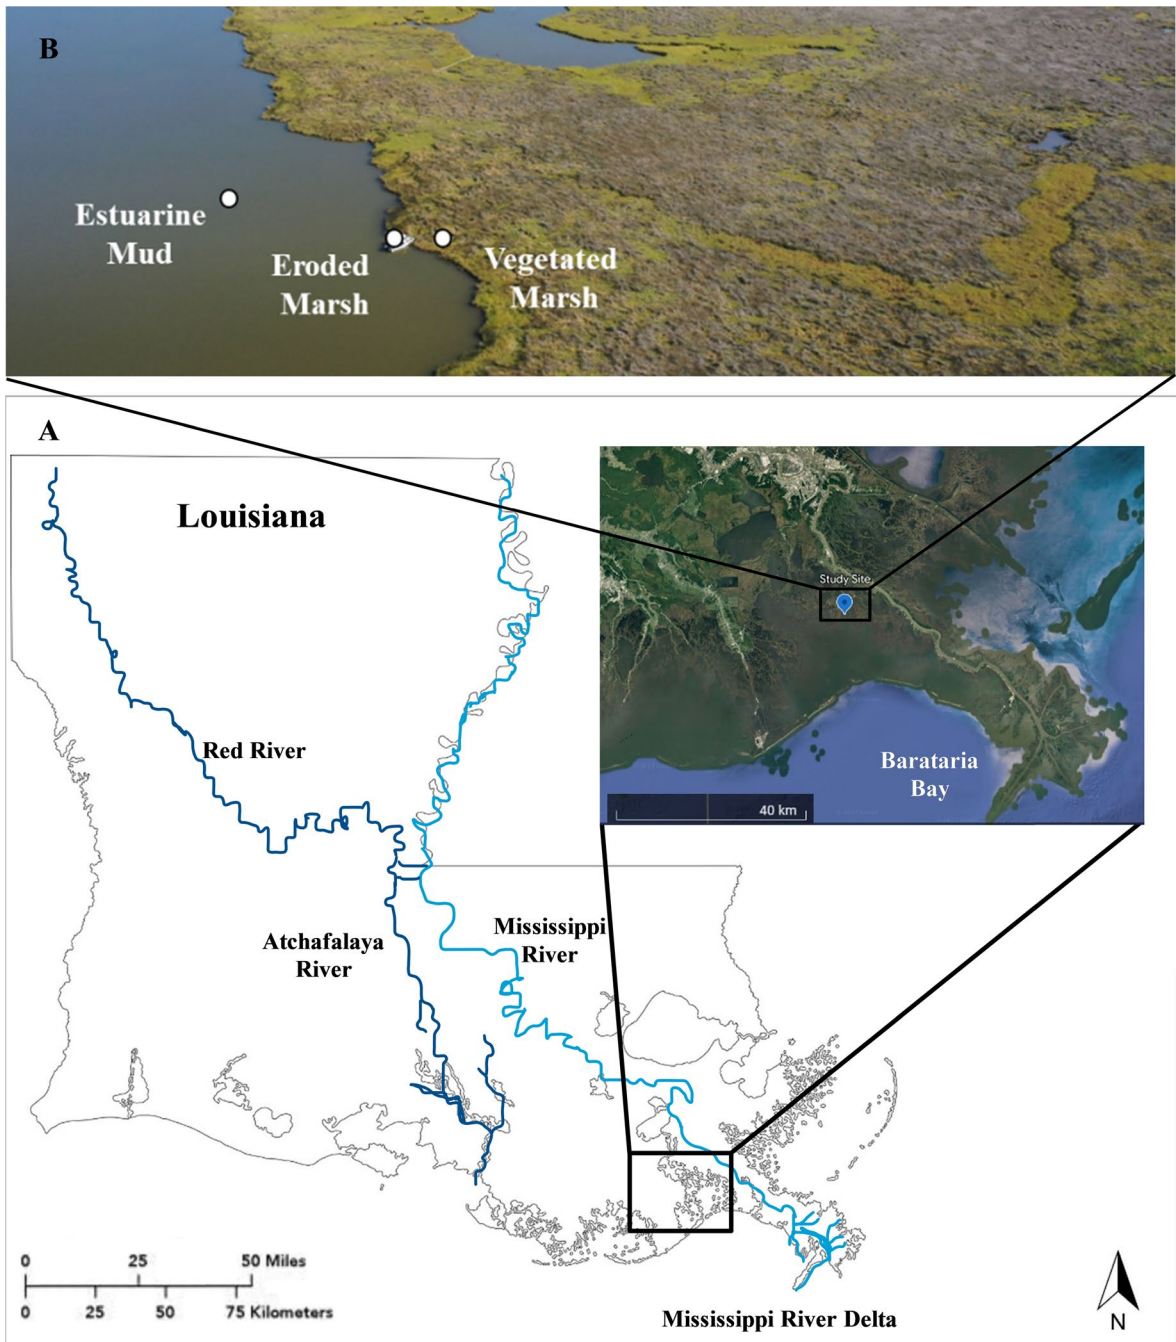 B
Estuarine
Mud
Eroded
Marsh
Vegetated
Marsh
A
Louisiana
Study Site
Barataria
Bay
40 km
Red River
Atchafalaya
River
Mississippi
River
0 25 50 Miles
0 25 50 75 Kilometers
Mississippi River Delta
N